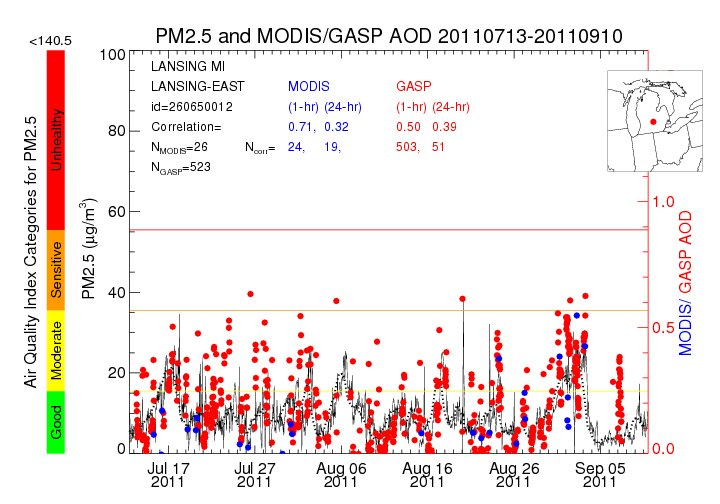 PM2.5 and MODIS/GASP AOD 20110713-20110910
<140.5
Air Quality Index Categories for PM2.5
Unhealthy
Sensitive
Moderate
Good
PM2.5 (µg/m³)
100
80
60
40
20
0
LANSING MI
LANSING-EAST MODIS GASP
id=260650012 (1-hr) (24-hr) (1-hr) (24-hr)
Correlation= 0.71, 0.32 0.50 0.39
NMODIS=26 Ncorr= 24, 19, 503, 51
NGASP=523
1.0
0.5
0.0
MODIS/ GASP AOD
Jul 17 Jul 27 Aug 06 Aug 16 Aug 26 Sep 05
2011 2011 2011 2011 2011 2011